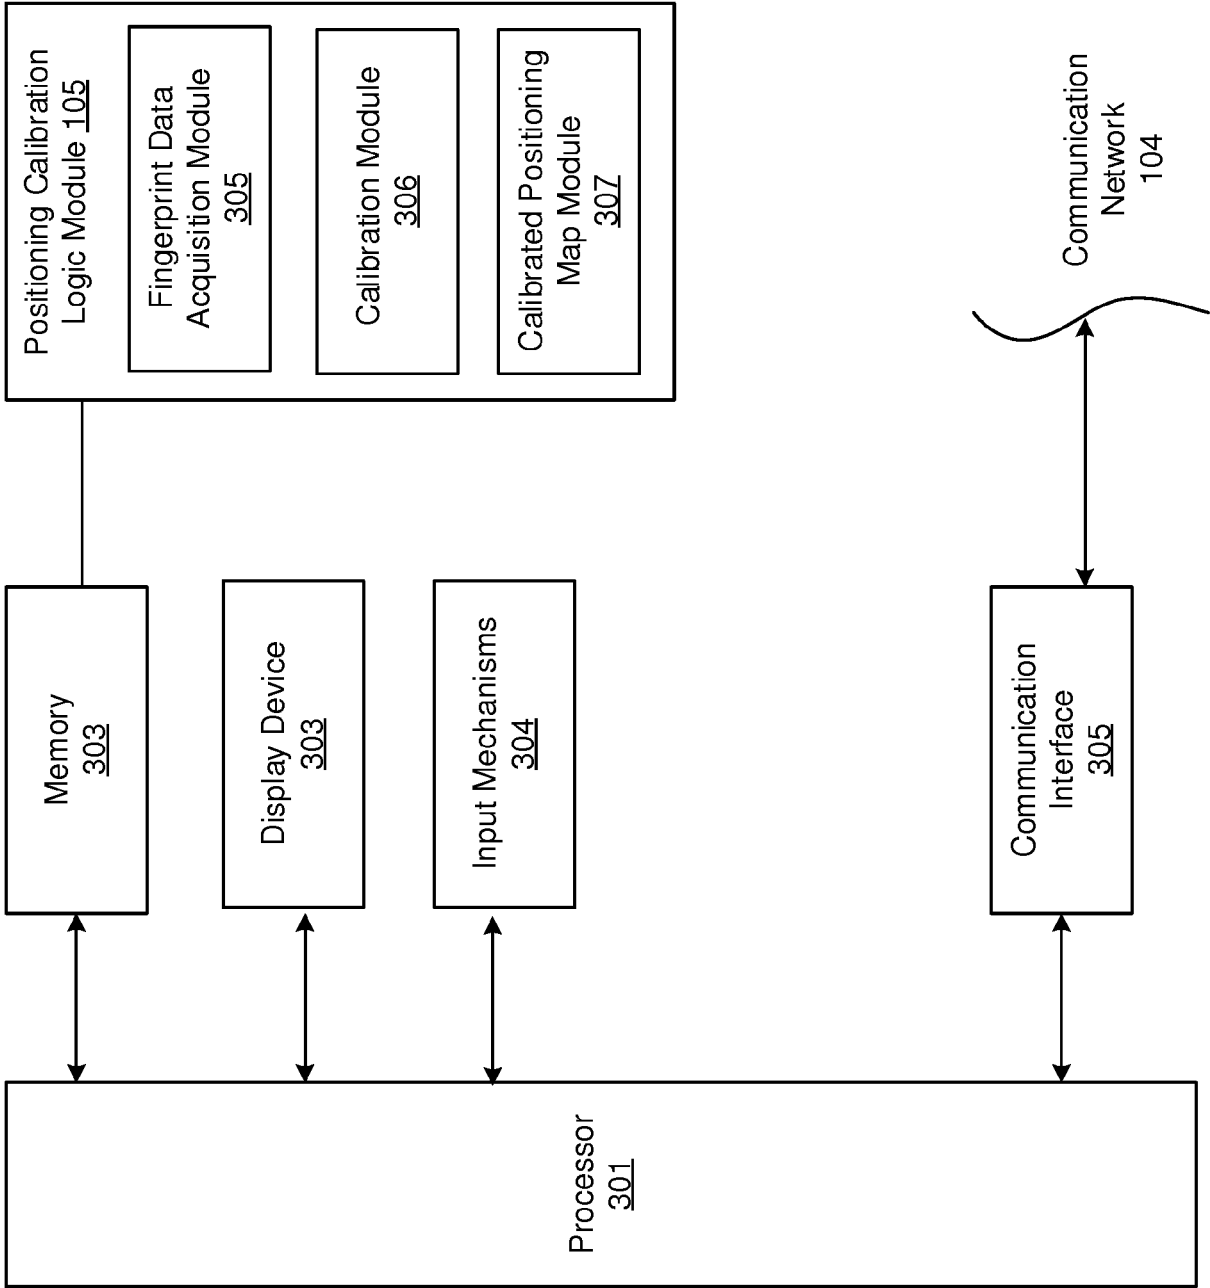 Positioning Calibration
Logic Module 105
Fingerprint Data
Acquisition Module
305
Calibration Module
306
Calibrated Positioning
Map Module
307
Communication
Network
104
Memory
303
Display Device
303
Input Mechanisms
304
Communication
Interface
305
Processor
301